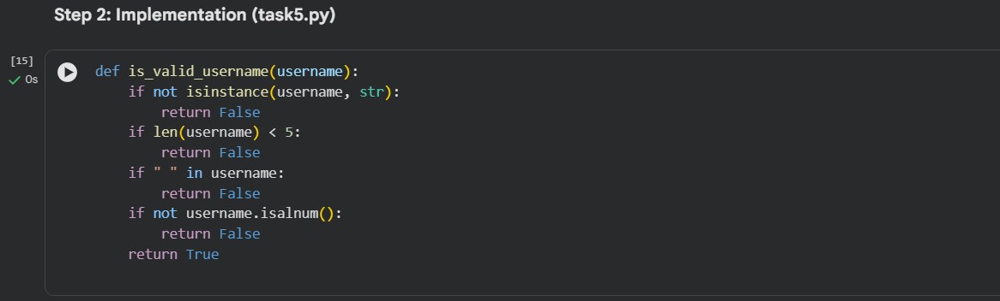 Step 2: Implementation (task5.py)
[15]
0s
def is_valid_username(username):
    if not isinstance(username, str):
        return False
    if len(username) < 5:
        return False
    if " " in username:
        return False
    if not username.isalnum():
        return False
    return True